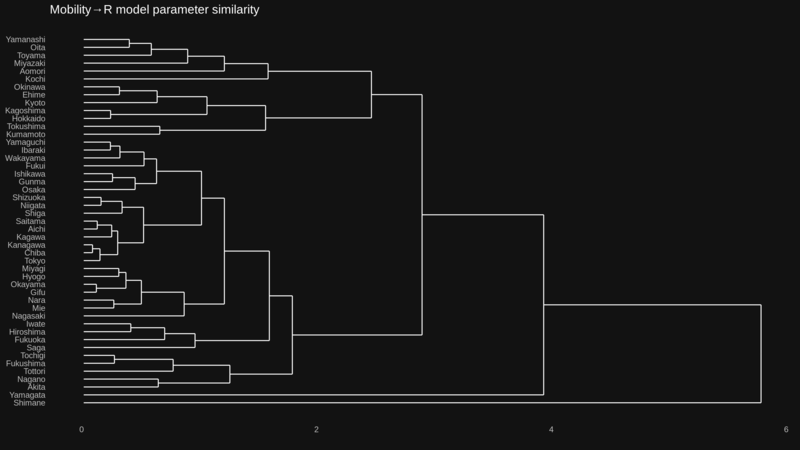 Mobility→R model parameter similarity
Yamanashi
Oita
Toyama
Miyazaki
Aomori
Kochi
Okinawa
Ehime
Kyoto
Kagoshima
Hokkaido
Tokushima
Kumamoto
Yamaguchi
Ibaraki
Wakayama
Fukui
Ishikawa
Gunma
Osaka
Shizuoka
Niigata
Shiga
Saitama
Aichi
Kagawa
Kanagawa
Chiba
Tokyo
Miyagi
Hyogo
Okayama
Gifu
Nara
Mie
Nagasaki
Iwate
Hiroshima
Fukuoka
Saga
Tochigi
Fukushima
Tottori
Nagano
Akita
Yamagata
Shimane
0 2 4 6